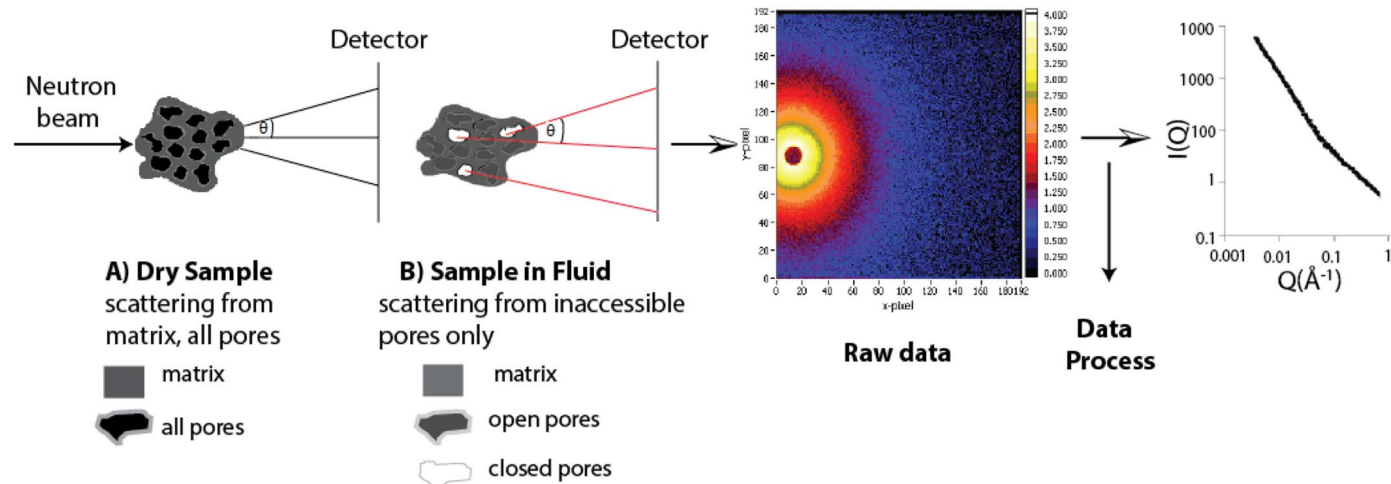 Neutron
beam
Detector
θ
A) Dry Sample
scattering from
matrix, all pores
matrix
all pores
Detector
θ
B) Sample in Fluid
scattering from inaccessible
pores only
matrix
open pores
closed pores
192
180
160
140
120
100
80
60
40
20
0
y-pixel
0 20 40 60 80 100 120 140 160 180192
x-pixel
4.000
3.750
3.500
3.250
3.000
2.750
2.500
2.250
2.000
1.750
1.500
1.250
1.000
0.750
0.500
0.250
0.000
Raw data
Data
Process
1000
1000
100
1
0.1
I(Q)
0.001 0.01 0.1 1
Q(Å⁻¹)